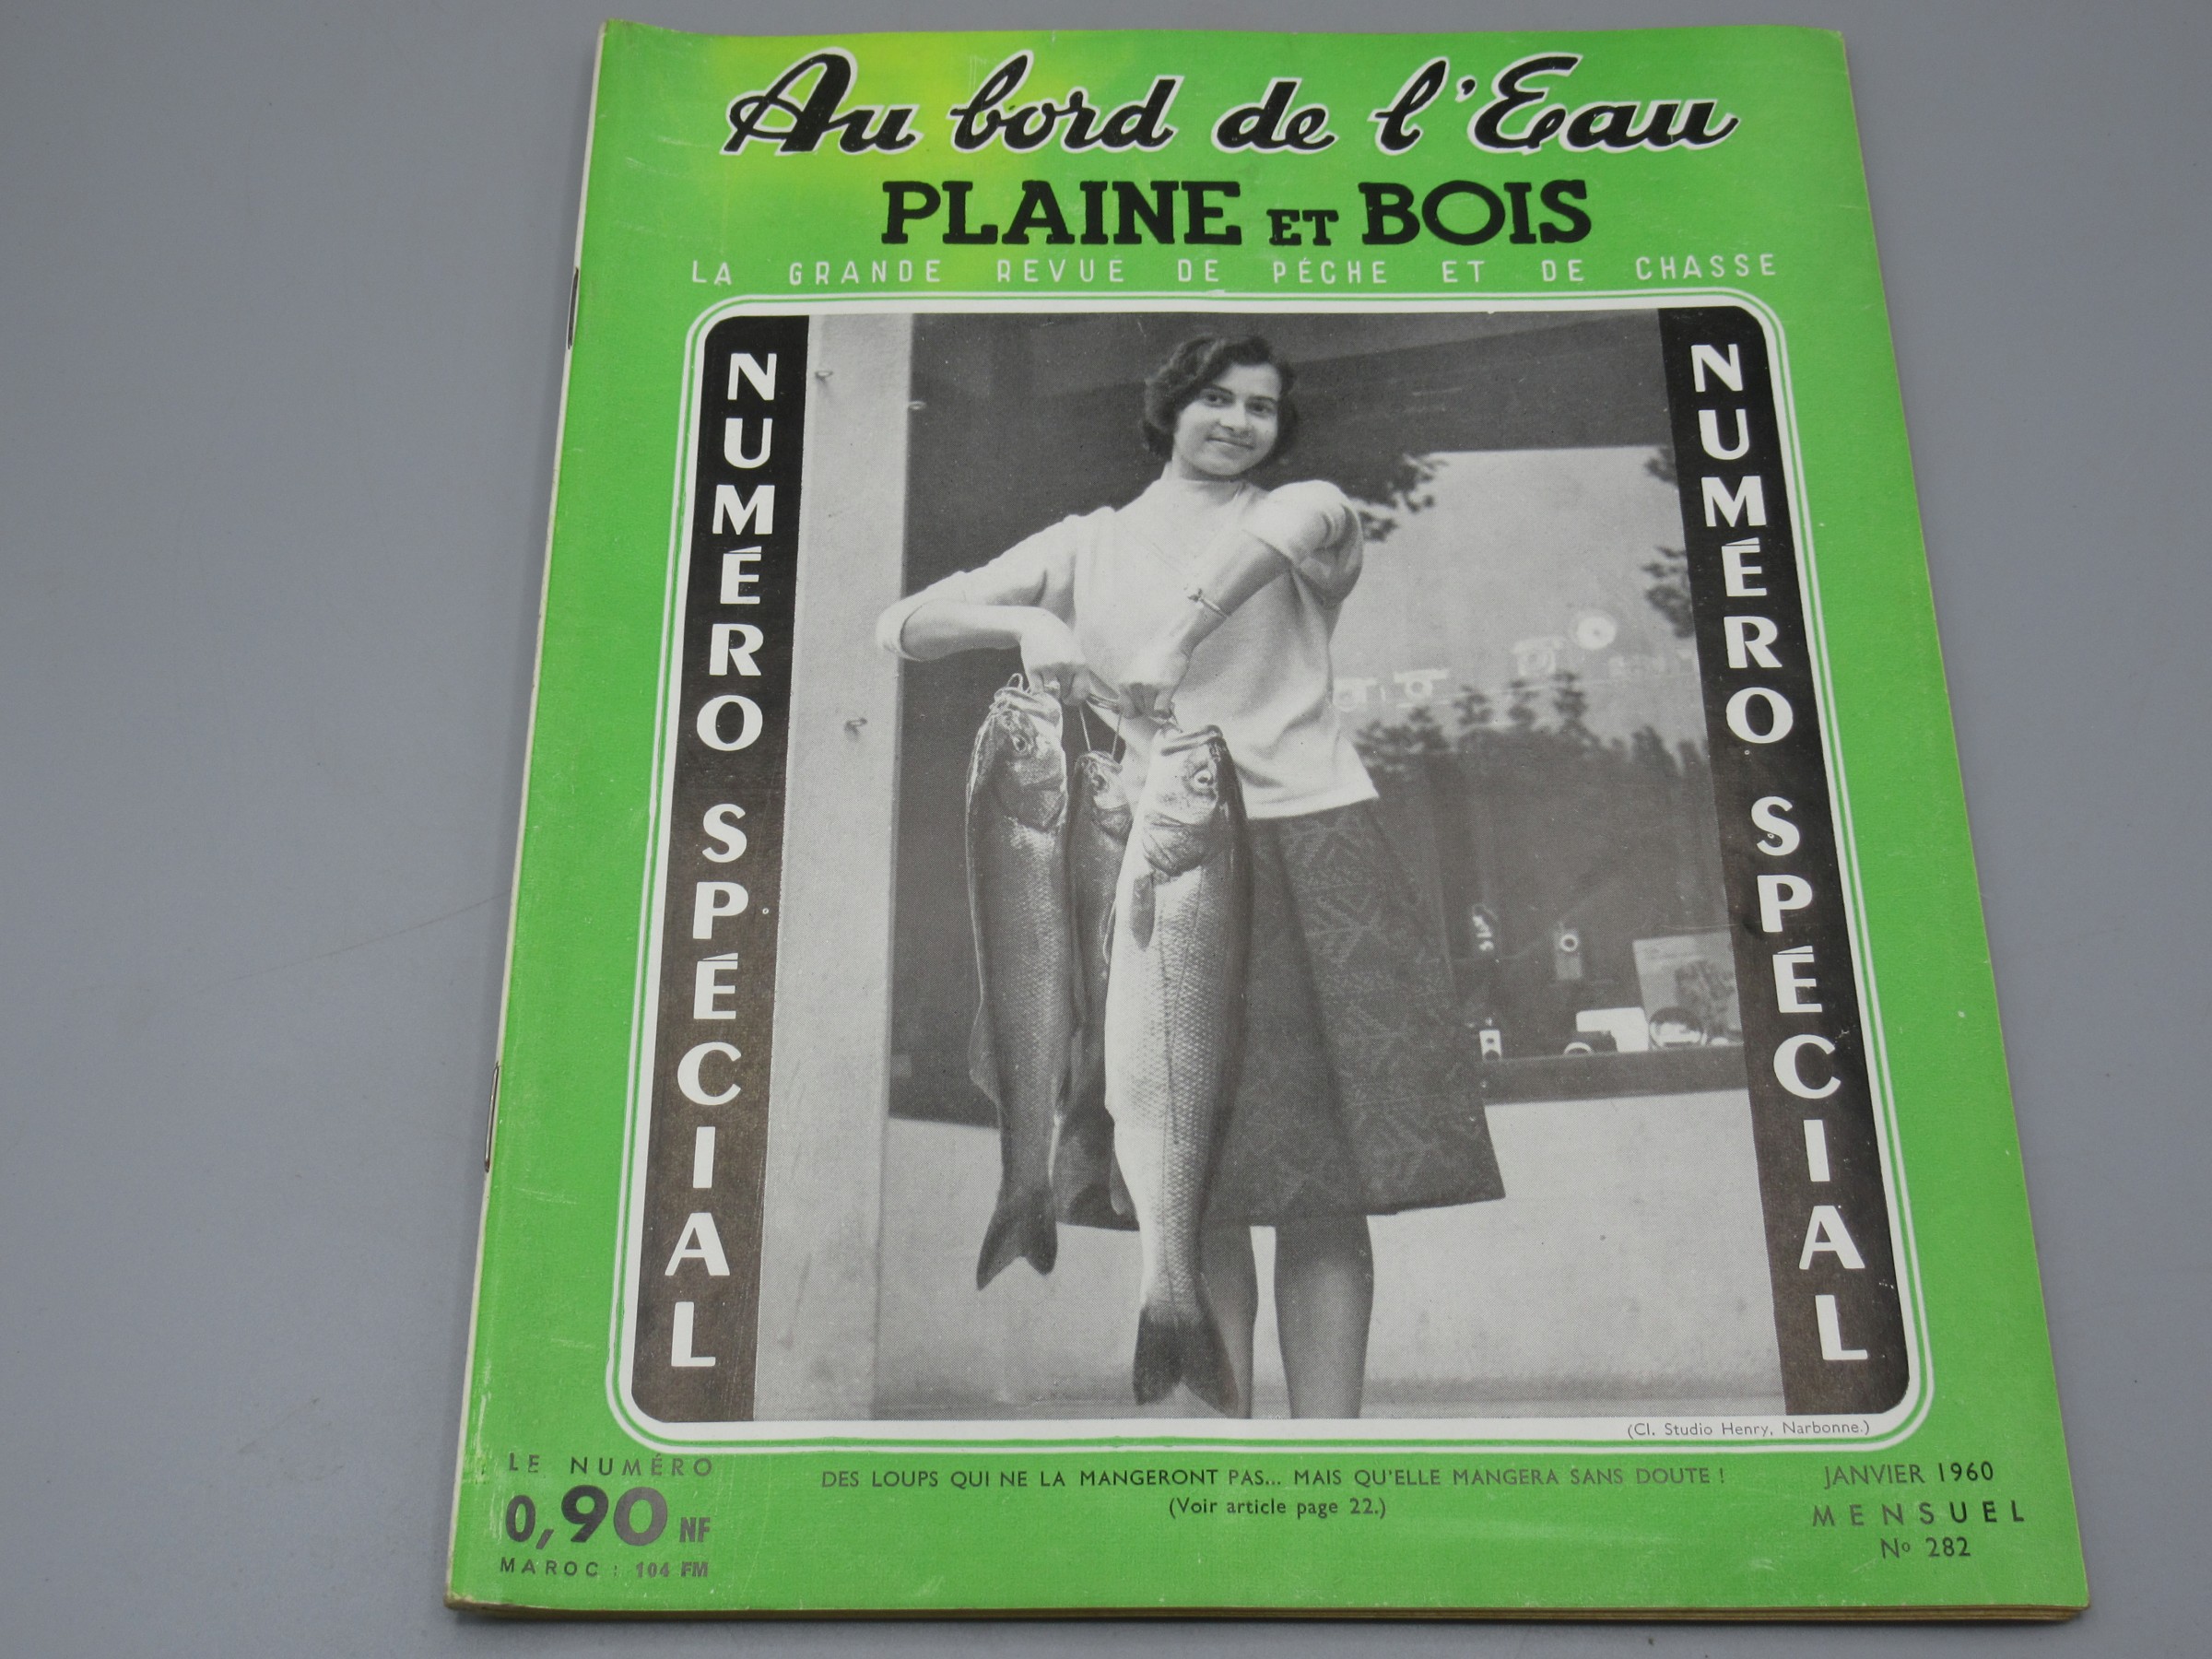 Au bord de l'Eau
PLAINE ET BOIS
LA GRANDE REVUE DE PÊCHE ET DE CHASSE
NUMÉRO SPÉCIAL
NUMÉRO SPÉCIAL
(Cl. Studio Henry, Narbonne.)
LE NUMÉRO
0,90 NF
MAROC : 104 FM
DES LOUPS QUI NE LA MANGERONT PAS... MAIS QU'ELLE MANGERA SANS DOUTE !
(Voir article page 22.)
JANVIER 1960
MENSUEL
No 282